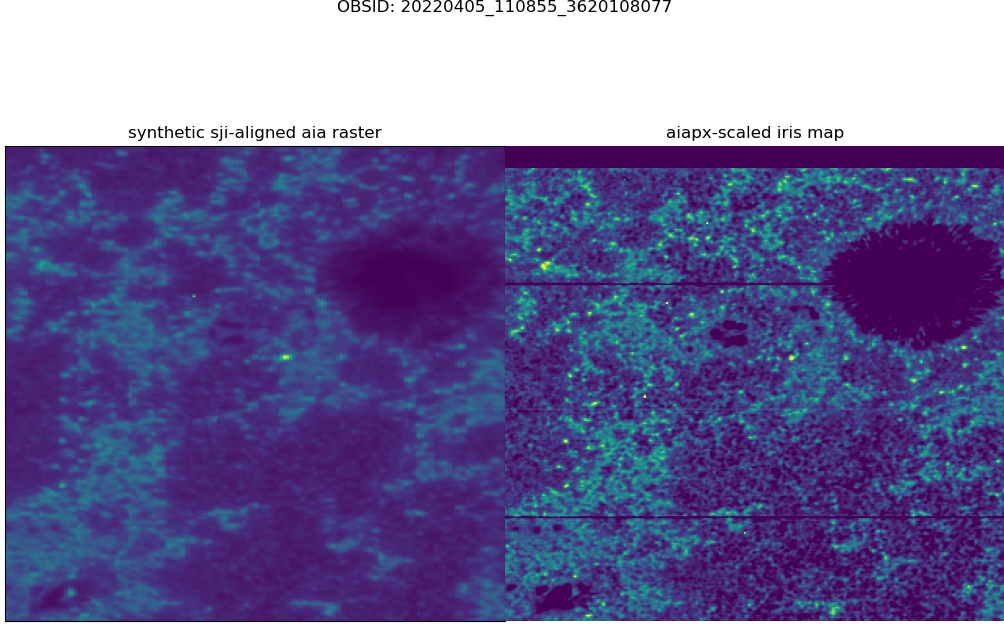 OBSID: 20220405_110855_3620108077
synthetic sji-aligned aia raster
aiapx-scaled iris map